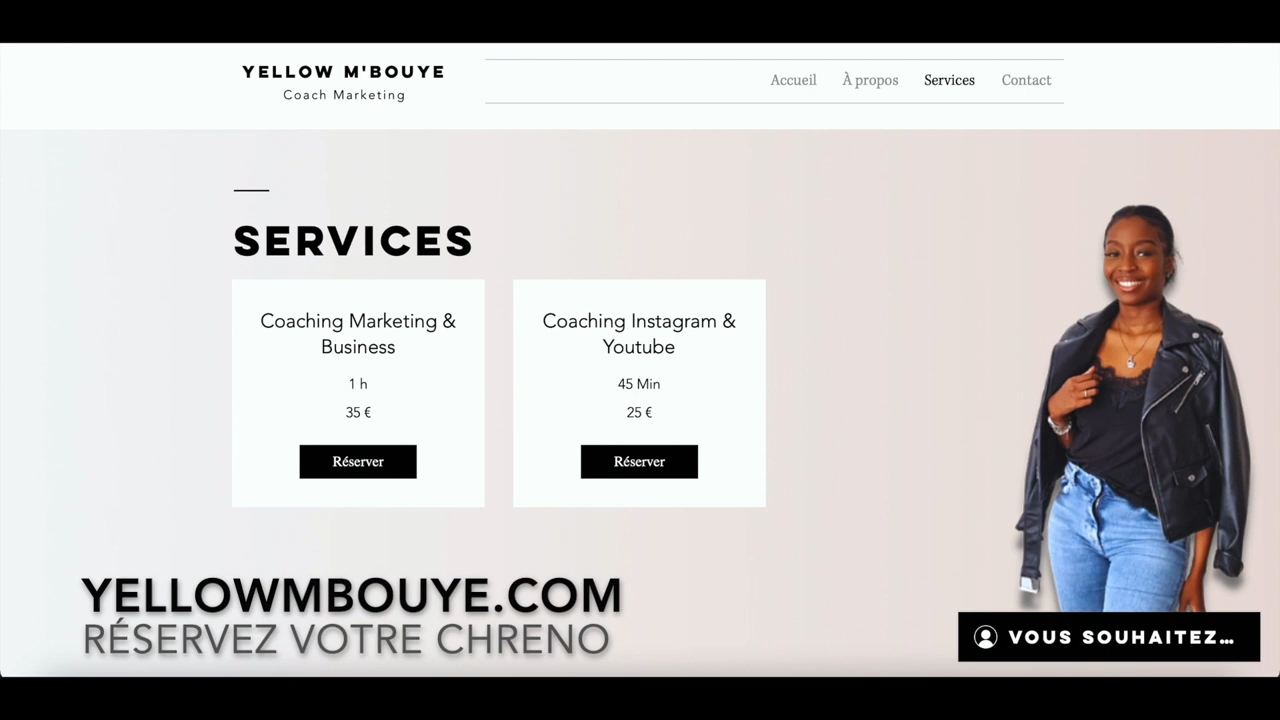 YELLOW M'BOUYE
Coach Marketing
Accueil À propos Services Contact
SERVICES
Coaching Marketing &
Business
1 h
35 €
Réserver
Coaching Instagram &
Youtube
45 Min
25 €
Réserver
YELLOWMBOUYE.COM
RÉSERVEZ VOTRE CHRENO
VOUS SOUHAITEZ…